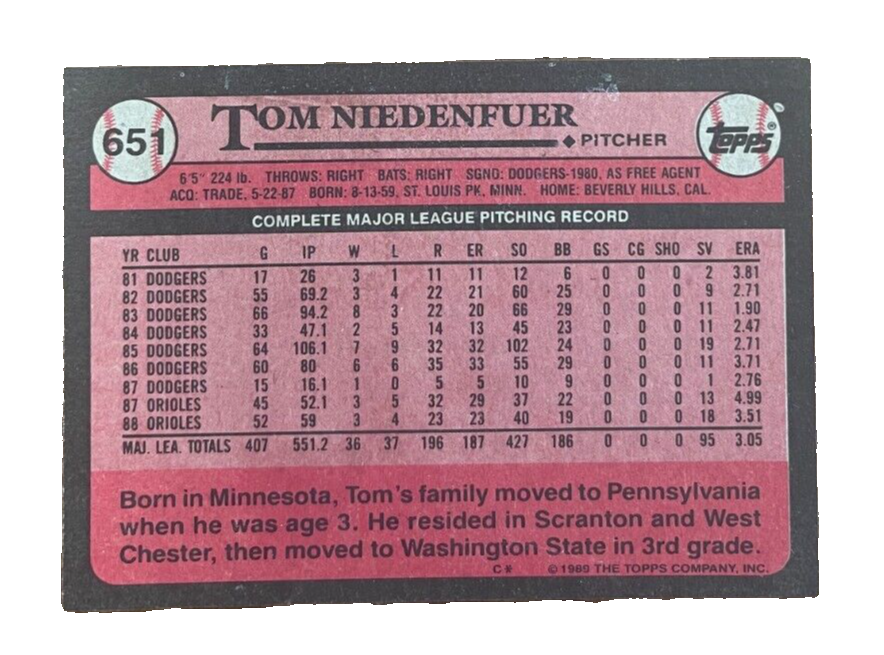 651
TOM NIEDENFUER
◆PITCHER
topps®
6'5" 224 lb. THROWS: RIGHT BATS: RIGHT SGND: DODGERS-1980, AS FREE AGENT
ACQ: TRADE, 5-22-87 BORN: 8-13-59, ST. LOUIS PK, MINN. HOME: BEVERLY HILLS, CAL.
COMPLETE MAJOR LEAGUE PITCHING RECORD
YR CLUB G IP W L R ER SO BB GS CG SHO SV ERA
81 DODGERS 17 26 3 1 11 11 12 6 0 0 0 2 3.81
82 DODGERS 55 69.2 3 4 22 21 60 25 0 0 0 9 2.71
83 DODGERS 66 94.2 8 3 22 20 66 29 0 0 0 11 1.90
84 DODGERS 33 47.1 2 5 14 13 45 23 0 0 0 11 2.47
85 DODGERS 64 106.1 7 9 32 32 102 24 0 0 0 19 2.71
86 DODGERS 60 80 6 6 35 33 55 29 0 0 0 11 3.71
87 DODGERS 15 16.1 1 0 5 5 10 9 0 0 0 1 2.76
87 ORIOLES 45 52.1 3 5 32 29 37 22 0 0 0 13 4.99
88 ORIOLES 52 59 3 4 23 23 40 19 0 0 0 18 3.51
MAJ. LEA. TOTALS 407 551.2 36 37 196 187 427 186 0 0 0 95 3.05
Born in Minnesota, Tom's family moved to Pennsylvania
when he was age 3. He resided in Scranton and West
Chester, then moved to Washington State in 3rd grade.
C* © 1989 THE TOPPS COMPANY, INC.